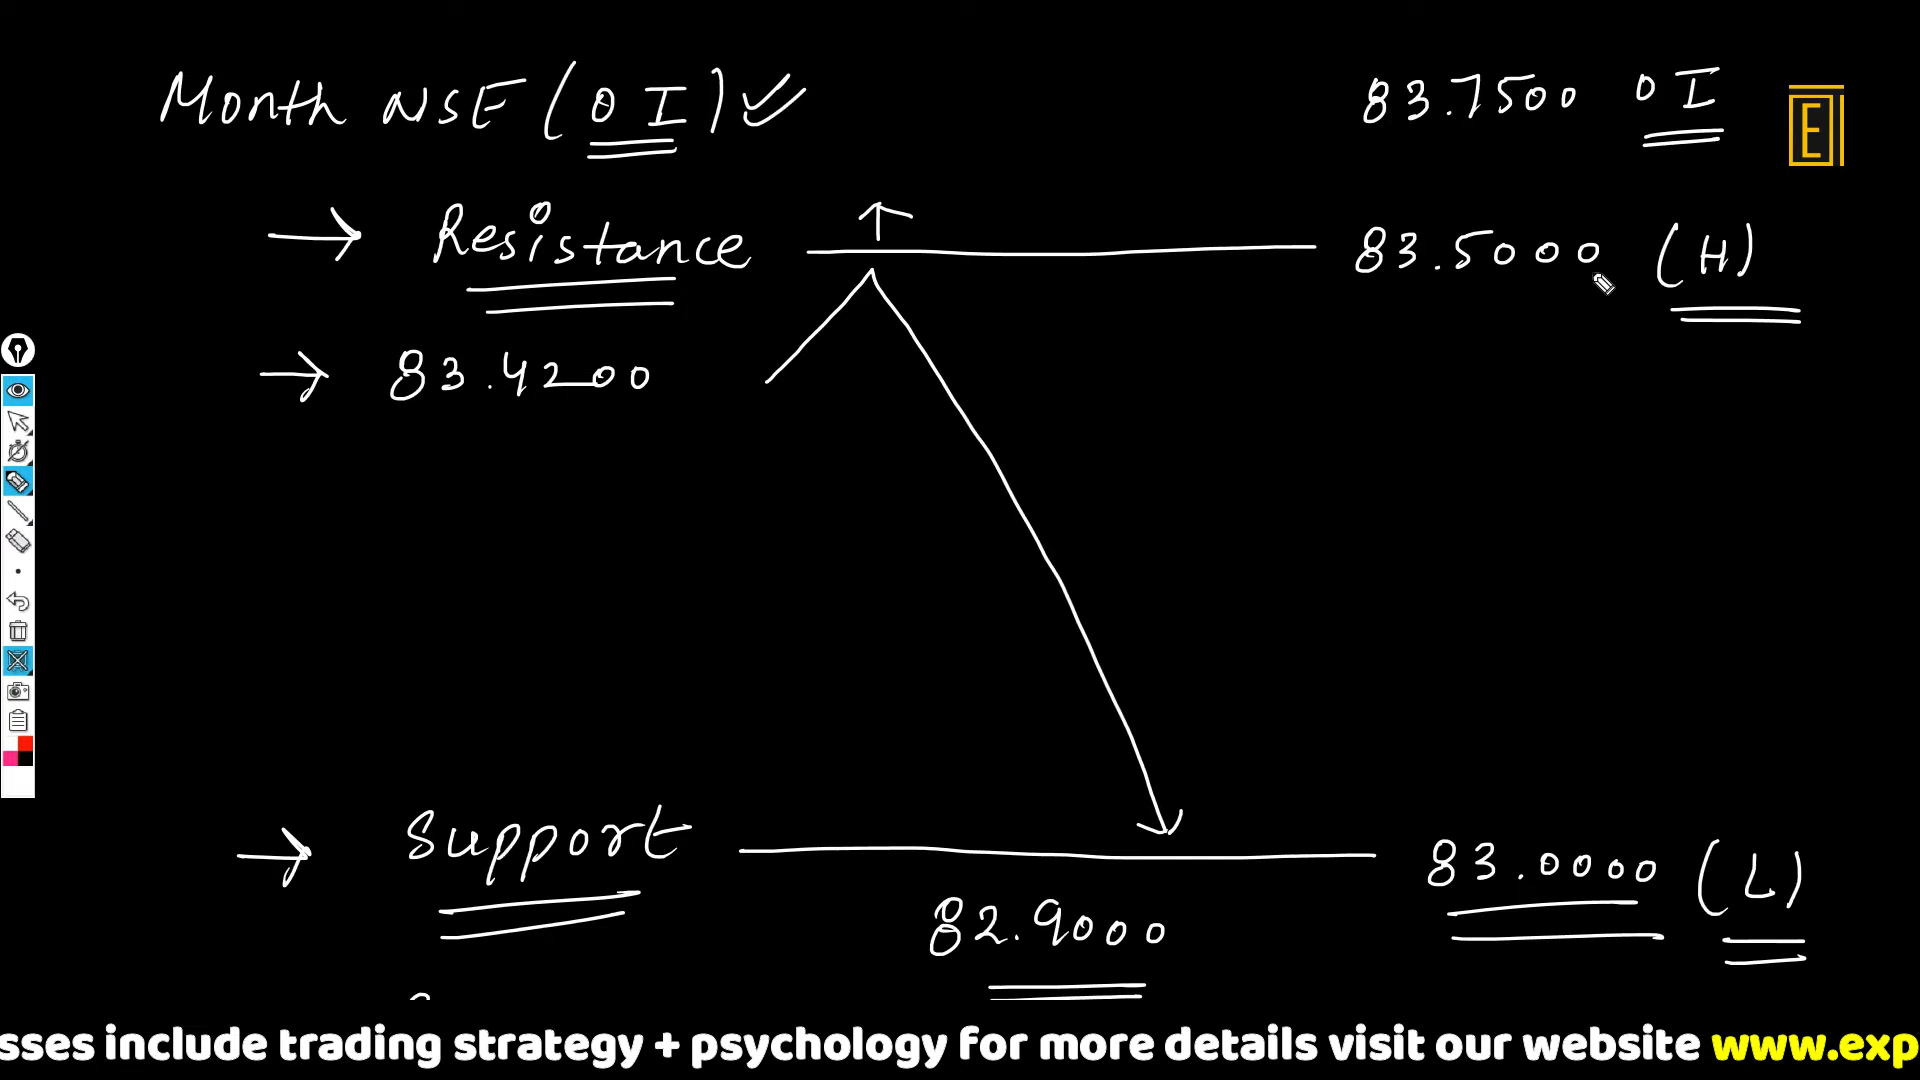 Month NSE (OI)
83.7500 OI
E
Resistance
83.5000 (H)
83.4200
Support
83.0000 (L)
82.9000
sses include trading strategy + psychology for more details visit our website www.exp